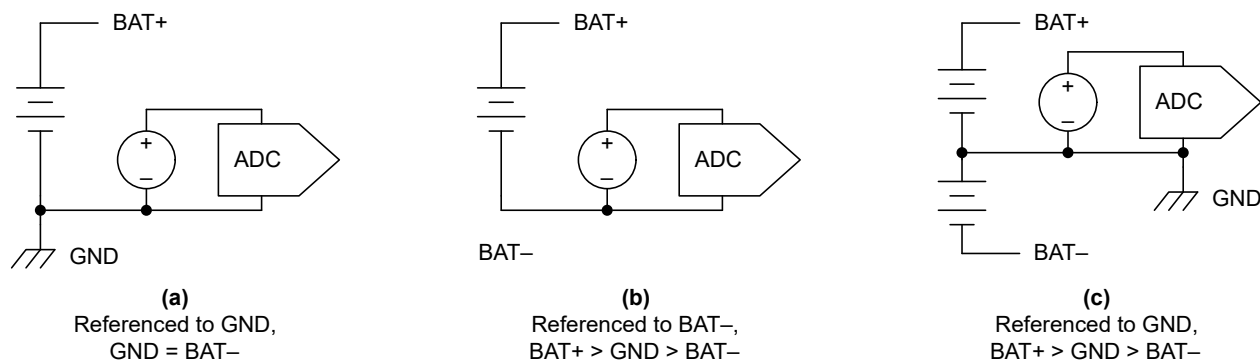 BAT+
+
–
ADC
GND
(a)
Referenced to GND,
GND = BAT–
BAT+
+
–
ADC
BAT–
(b)
Referenced to BAT–,
BAT+ > GND > BAT–
BAT+
+
–
ADC
GND
BAT–
(c)
Referenced to GND,
BAT+ > GND > BAT–